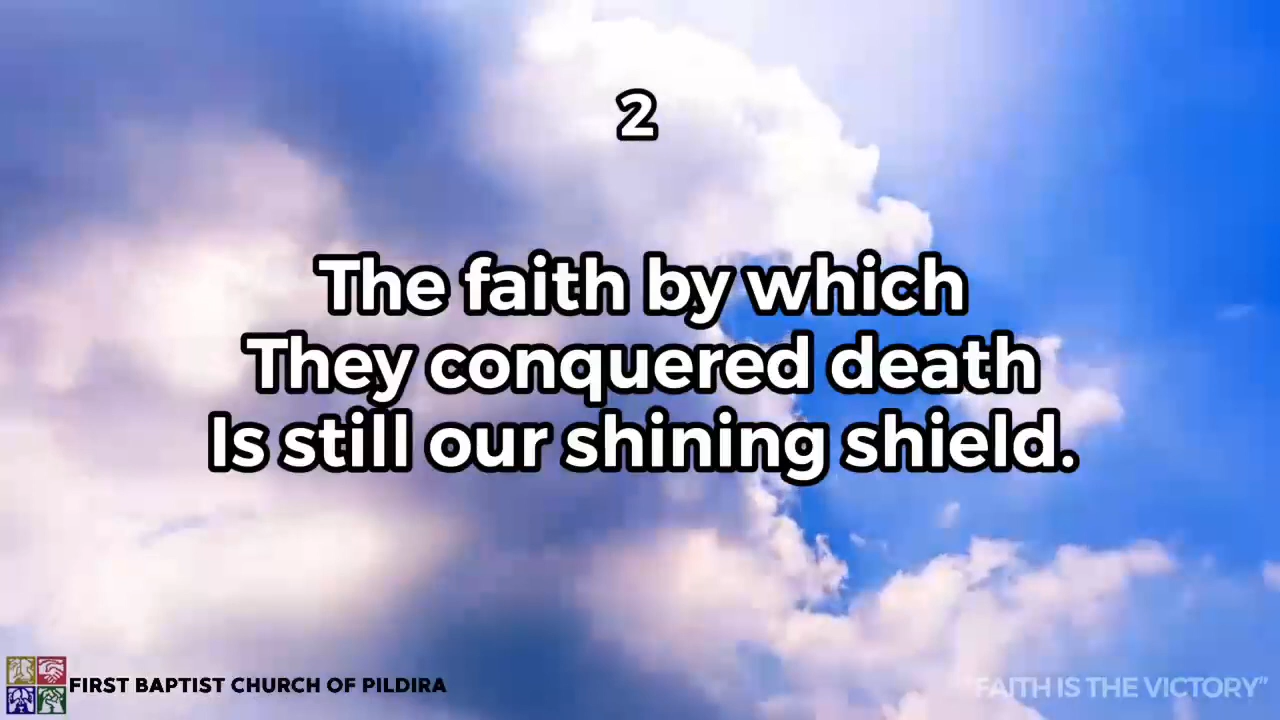 2
The faith by which
They conquered death
Is still our shining shield.
FIRST BAPTIST CHURCH OF PILDIRA
"FAITH IS THE VICTORY"